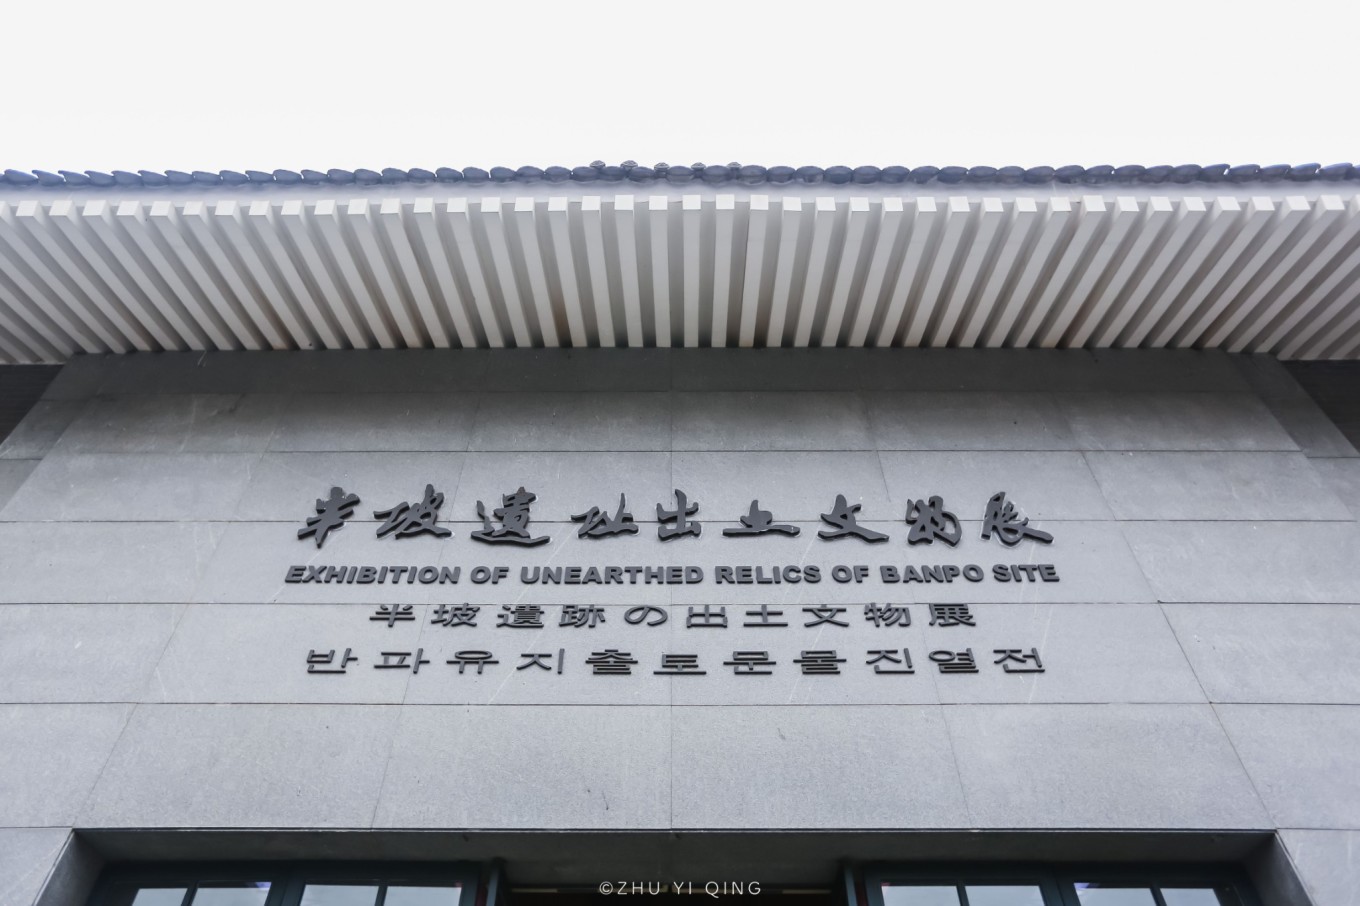 半坡遺址出土文物展
EXHIBITION OF UNEARTHED RELICS OF BANPO SITE
半坡遺跡の出土文物展
반파유지출토문물진열전
©ZHU YI QING